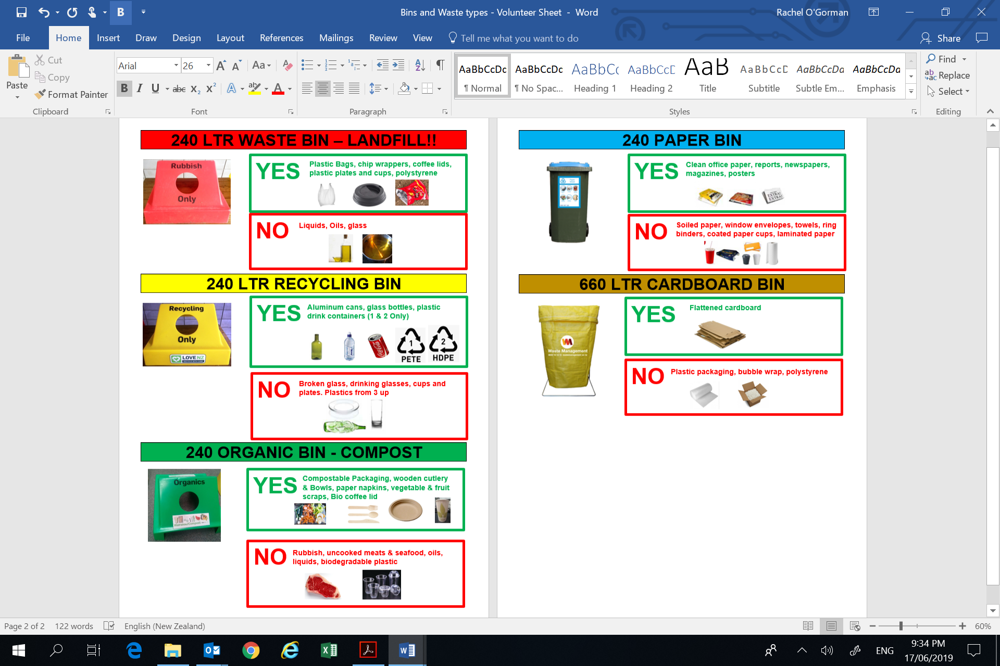 Bins and Waste types - Volunteer Sheet - Word
Rachel O'Gorman
File Home Insert Draw Design Layout References Mailings Review View Tell me what you want to do
Share
Paste
Cut
Copy
Format Painter
Clipboard
Arial 26
Font
Paragraph
AaBbCcDc AaBbCcDc AaBbCc AaBbCcD AaB AaBbCcD AaBbCcDa AaBbCcDa
¶ Normal ¶ No Spac... Heading 1 Heading 2 Title Subtitle Subtle Em... Emphasis
Styles
Find
Replace
Select
Editing
240 LTR WASTE BIN – LANDFILL!!
Rubbish
Only
YES
Plastic Bags, chip wrappers, coffee lids,
plastic plates and cups, polystyrene
NO
Liquids, Oils, glass
240 LTR RECYCLING BIN
Recycling
Only
LOVE NZ
YES
Aluminum cans, glass bottles, plastic
drink containers (1 & 2 Only)
Coca-Cola
1
PETE
2
HDPE
NO
Broken glass, drinking glasses, cups and
plates. Plastics from 3 up
240 ORGANIC BIN - COMPOST
Organics
YES
Compostable Packaging, wooden cutlery
& Bowls, paper napkins, vegetable & fruit
scraps, Bio coffee lid
NO
Rubbish, uncooked meats & seafood, oils,
liquids, biodegradable plastic
240 PAPER BIN
YES
Clean office paper, reports, newspapers,
magazines, posters
EXTRA!
EXTRA!
NO
Soiled paper, window envelopes, towels, ring
binders, coated paper cups, laminated paper
660 LTR CARDBOARD BIN
Waste Management
YES
Flattened cardboard
NO
Plastic packaging, bubble wrap, polystyrene
Page 2 of 2 122 words English (New Zealand)
60%
ENG
9:34 PM
17/06/2019